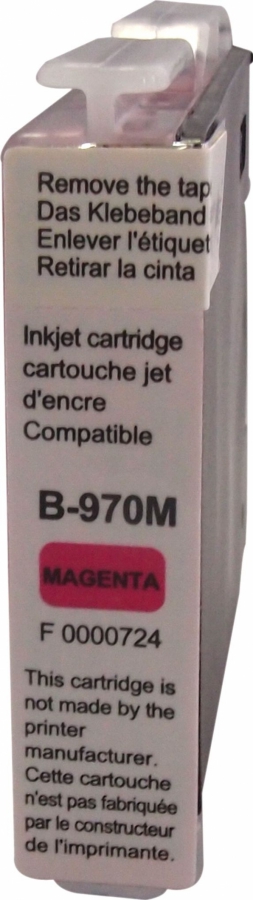 Remove the tap
Das Klebeband
Enlever l'étiquet
Retirar la cinta
Inkjet cartridge
cartouche jet
d'encre
Compatible
B-970M
MAGENTA
F 0000724
This cartridge is
not made by the
printer
manufacturer.
Cette cartouche
n'est pas fabriquée
par le constructeur
de l'imprimante.